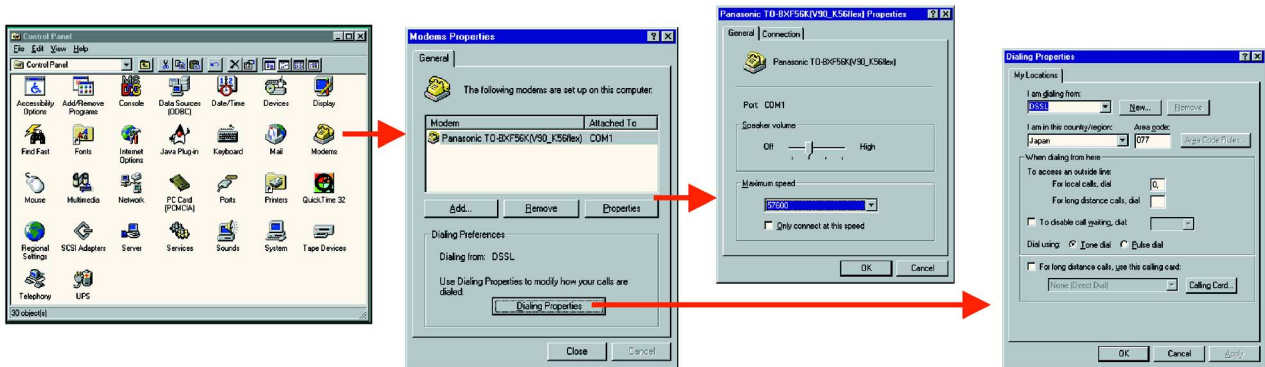 Control Panel
File Edit View Help
Control Panel
Accessibility Options
Add/Remove Programs
Console
Data Sources (ODBC)
Date/Time
Devices
Display
Find Fast
Fonts
Internet Options
Java Plug-in
Keyboard
Mail
Modems
Mouse
Multimedia
Network
PC Card (PCMCIA)
Ports
Printers
QuickTime 32
Regional Settings
SCSI Adapters
Server
Services
Sounds
System
Tape Devices
Telephony
UPS
30 object(s)
Modems Properties
General
The following modems are set up on this computer:
Modem Attached To
Panasonic TO-BXF56K(V90_K56flex) COM1
Add... Remove Properties
Dialing Preferences
Dialing from: DSSL
Use Dialing Properties to modify how your calls are
dialed.
Dialing Properties
Close Cancel
Panasonic TO-BXF56K(V90_K56flex) Properties
General Connection
Panasonic TO-BXF56K(V90_K56flex)
Port: COM1
Speaker volume
Off High
Maximum speed
57600
Only connect at this speed
OK Cancel
Dialing Properties
My Locations
I am dialing from:
DSSL New... Remove
I am in this country/region: Area code:
Japan 077 Area Code Rules...
When dialing from here
To access an outside line:
For local calls, dial 0,
For long distance calls, dial
To disable call waiting, dial:
Dial using: Tone dial Pulse dial
For long distance calls, use this calling card:
None (Direct Dial) Calling Card...
OK Cancel Apply